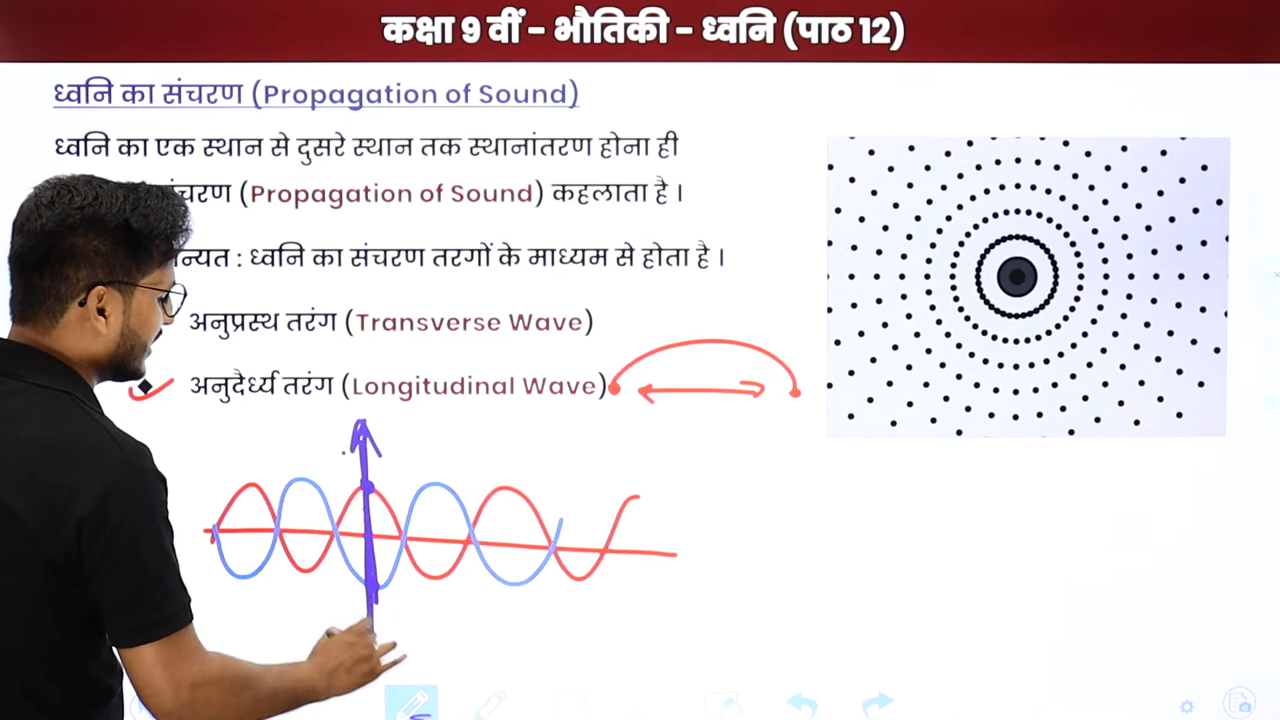 कक्षा 9 वीं - भौतिकी - ध्वनि (पाठ 12)
ध्वनि का संचरण (Propagation of Sound)
ध्वनि का एक स्थान से दुसरे स्थान तक स्थानांतरण होना ही
संचरण (Propagation of Sound) कहलाता है ।
ध्वनि का संचरण तरगों के माध्यम से होता है ।
अनुप्रस्थ तरंग (Transverse Wave)
अनुदैर्ध्य तरंग (Longitudinal Wave)